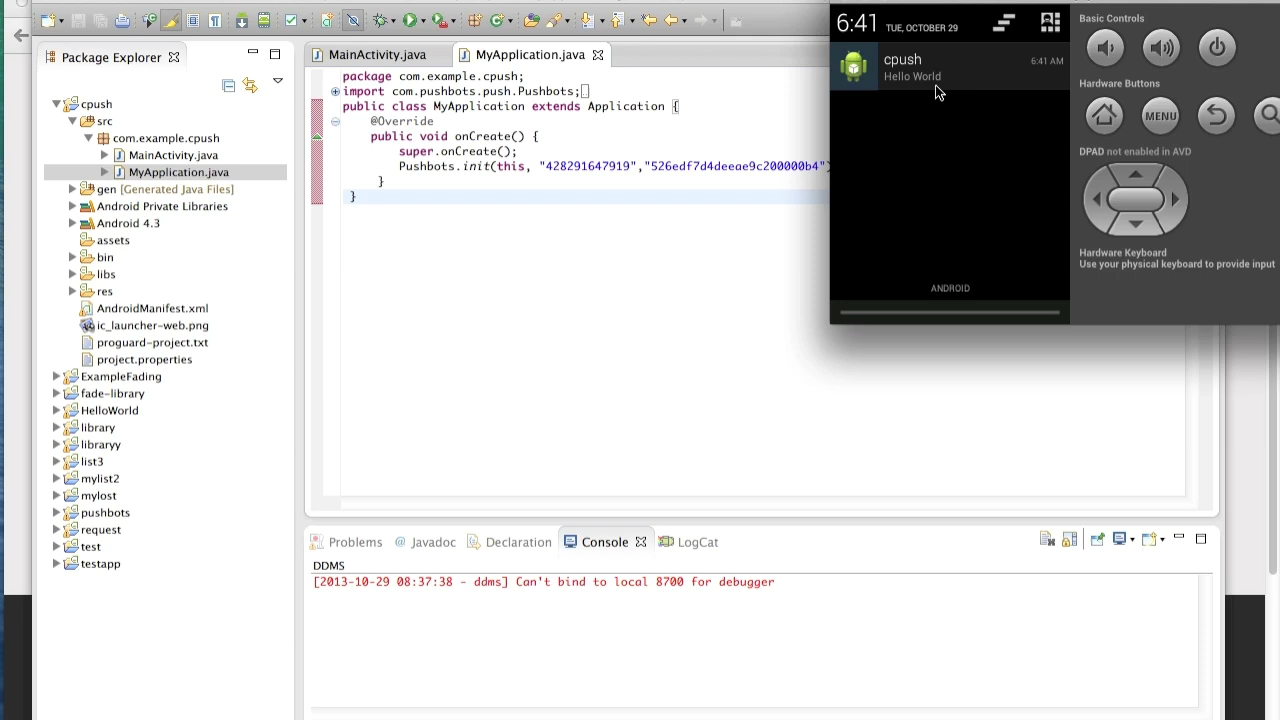 Package Explorer
cpush
src
com.example.cpush
MainActivity.java
MyApplication.java
gen [Generated Java Files]
Android Private Libraries
Android 4.3
assets
bin
libs
res
AndroidManifest.xml
ic_launcher-web.png
proguard-project.txt
project.properties
ExampleFading
fade-library
HelloWorld
library
libraryy
list3
mylist2
mylost
pushbots
request
test
testapp
MainActivity.java
MyApplication.java
package com.example.cpush;
import com.pushbots.push.Pushbots;
public class MyApplication extends Application {
@Override
public void onCreate() {
super.onCreate();
Pushbots.init(this, "428291647919","526edf7d4deeae9c200000b4")
}
}
6:41 TUE, OCTOBER 29
cpush 6:41 AM
Hello World
ANDROID
Basic Controls
Hardware Buttons
MENU
DPAD not enabled in AVD
Hardware Keyboard
Use your physical keyboard to provide input
Problems @ Javadoc Declaration Console LogCat
DDMS
[2013-10-29 08:37:38 - ddms] Can't bind to local 8700 for debugger